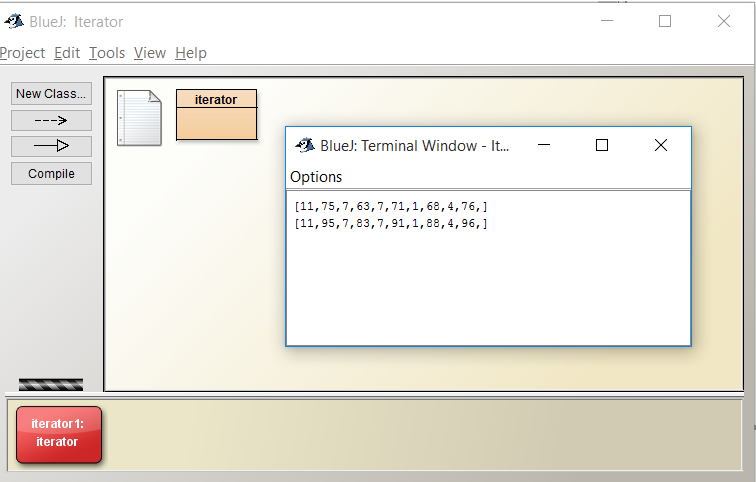 BlueJ: Iterator
Project Edit Tools View Help
New Class...
iterator
Compile
BlueJ: Terminal Window - It...
Options
[11,75,7,63,7,71,1,68,4,76,]
[11,95,7,83,7,91,1,88,4,96,]
iterator1:
iterator